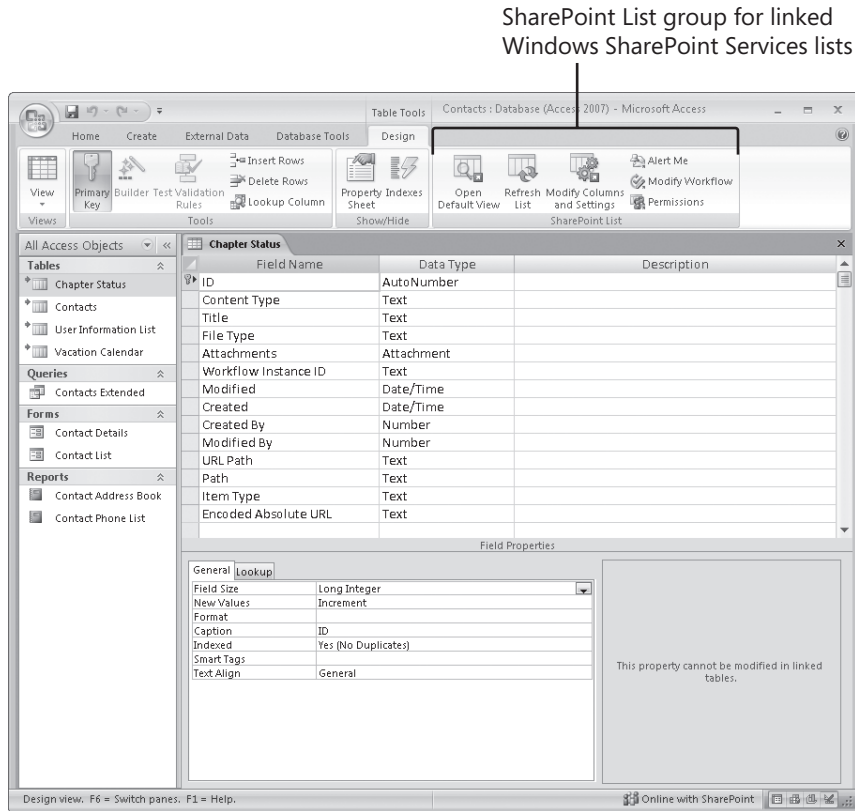 SharePoint List group for linked
Windows SharePoint Services lists
Table Tools
Contacts : Database (Access 2007) - Microsoft Access
Home Create External Data Database Tools Design
View
Views
Primary Key
Builder
Test Validation Rules
Insert Rows
Delete Rows
Lookup Column
Tools
Property Sheet
Indexes
Show/Hide
Open Default View
Refresh List
Modify Columns and Settings
Alert Me
Modify Workflow
Permissions
SharePoint List
All Access Objects
Tables
Chapter Status
Contacts
User Information List
Vacation Calendar
Queries
Contacts Extended
Forms
Contact Details
Contact List
Reports
Contact Address Book
Contact Phone List
Chapter Status
Field Name Data Type Description
ID AutoNumber
Content Type Text
Title Text
File Type Text
Attachments Attachment
Workflow Instance ID Text
Modified Date/Time
Created Date/Time
Created By Number
Modified By Number
URL Path Text
Path Text
Item Type Text
Encoded Absolute URL Text
Field Properties
General Lookup
Field Size Long Integer
New Values Increment
Format
Caption ID
Indexed Yes (No Duplicates)
Smart Tags
Text Align General
This property cannot be modified in linked
tables.
Design view. F6 = Switch panes. F1 = Help.
Online with SharePoint